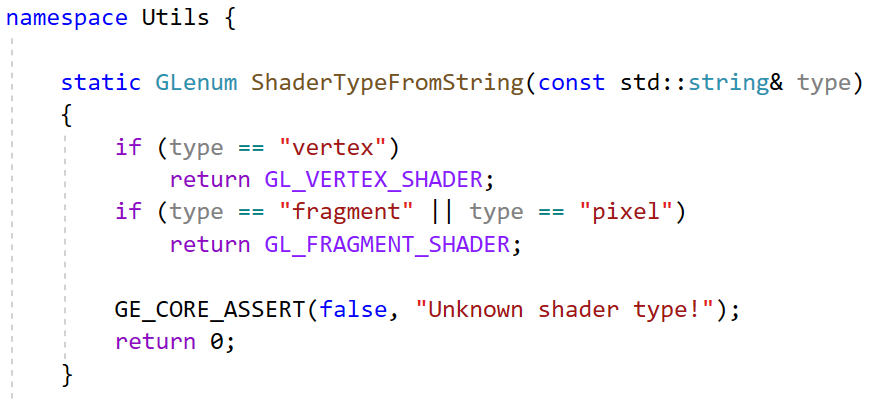 namespace Utils {
static GLenum ShaderTypeFromString(const std::string& type)
{
if (type == "vertex")
return GL_VERTEX_SHADER;
if (type == "fragment" || type == "pixel")
return GL_FRAGMENT_SHADER;
GE_CORE_ASSERT(false, "Unknown shader type!");
return 0;
}